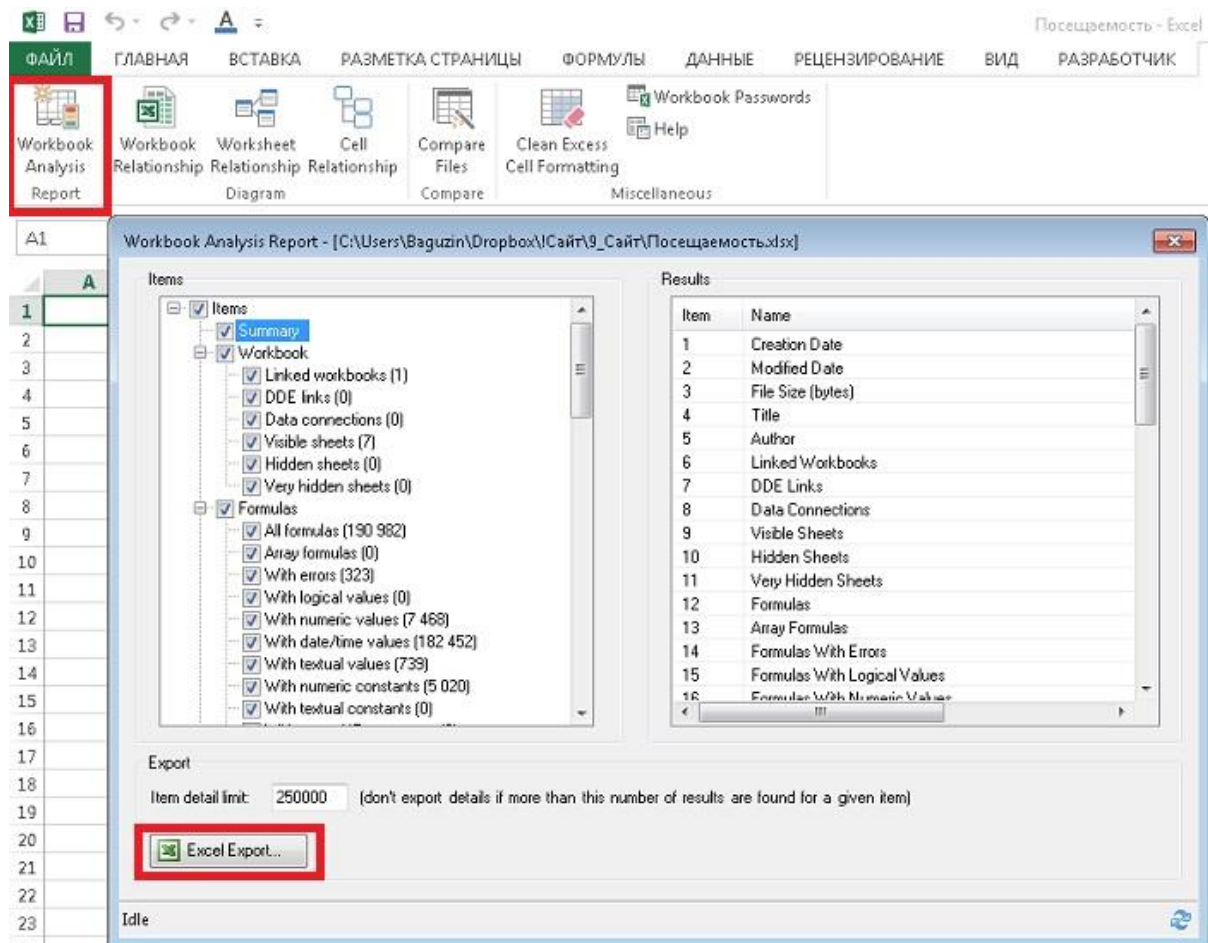 Посещаемость - Excel
ФАЙЛ ГЛАВНАЯ ВСТАВКА РАЗМЕТКА СТРАНИЦЫ ФОРМУЛЫ ДАННЫЕ РЕЦЕНЗИРОВАНИЕ ВИД РАЗРАБОТЧИК
Workbook Analysis
Workbook Relationship
Worksheet Relationship
Cell Relationship
Compare Files
Clean Excess Cell Formatting
Workbook Passwords
Help
Report Diagram Compare Miscellaneous
A1
Workbook Analysis Report - [C:\Users\Baguzin\Dropbox\!Сайт\9_Сайт\Посещаемость.xlsx]
A
1
2
3
4
5
6
7
8
9
10
11
12
13
14
15
16
17
18
19
20
21
22
23
Items
Items
Summary
Workbook
Linked workbooks (1)
DDE links (0)
Data connections (0)
Visible sheets (7)
Hidden sheets (0)
Very hidden sheets (0)
Formulas
All formulas (190 982)
Array formulas (0)
With errors (323)
With logical values (0)
With numeric values (7 468)
With date/time values (182 452)
With textual values (739)
With numeric constants (5 020)
With textual constants (0)
Results
Item Name
1 Creation Date
2 Modified Date
3 File Size (bytes)
4 Title
5 Author
6 Linked Workbooks
7 DDE Links
8 Data Connections
9 Visible Sheets
10 Hidden Sheets
11 Very Hidden Sheets
12 Formulas
13 Array Formulas
14 Formulas With Errors
15 Formulas With Logical Values
16 Formulas With Numeric Values
Export
Item detail limit: 250000 (don't export details if more than this number of results are found for a given item)
Excel Export...
Idle